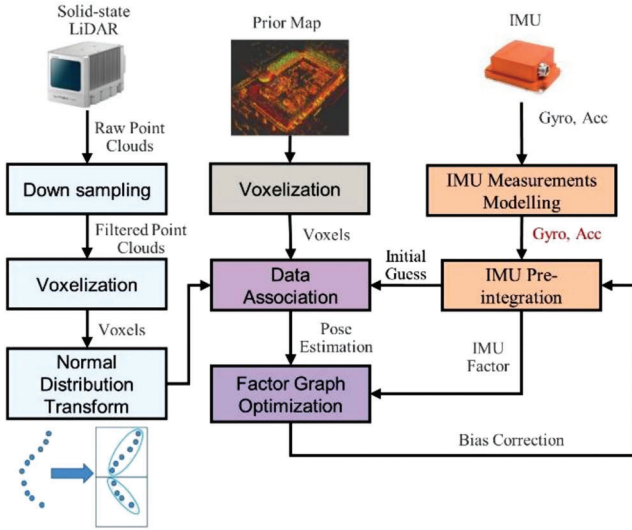 Solid-state
LiDAR
Prior Map
IMU
Raw Point
Clouds
Gyro, Acc
Down sampling
Voxelization
IMU Measurements
Modelling
Filtered Point
Clouds
Voxels
Gyro, Acc
Voxelization
Data
Association
Initial
Guess
IMU Pre-
integration
Voxels
Pose
Estimation
IMU
Factor
Normal
Distribution
Transform
Factor Graph
Optimization
Bias Correction